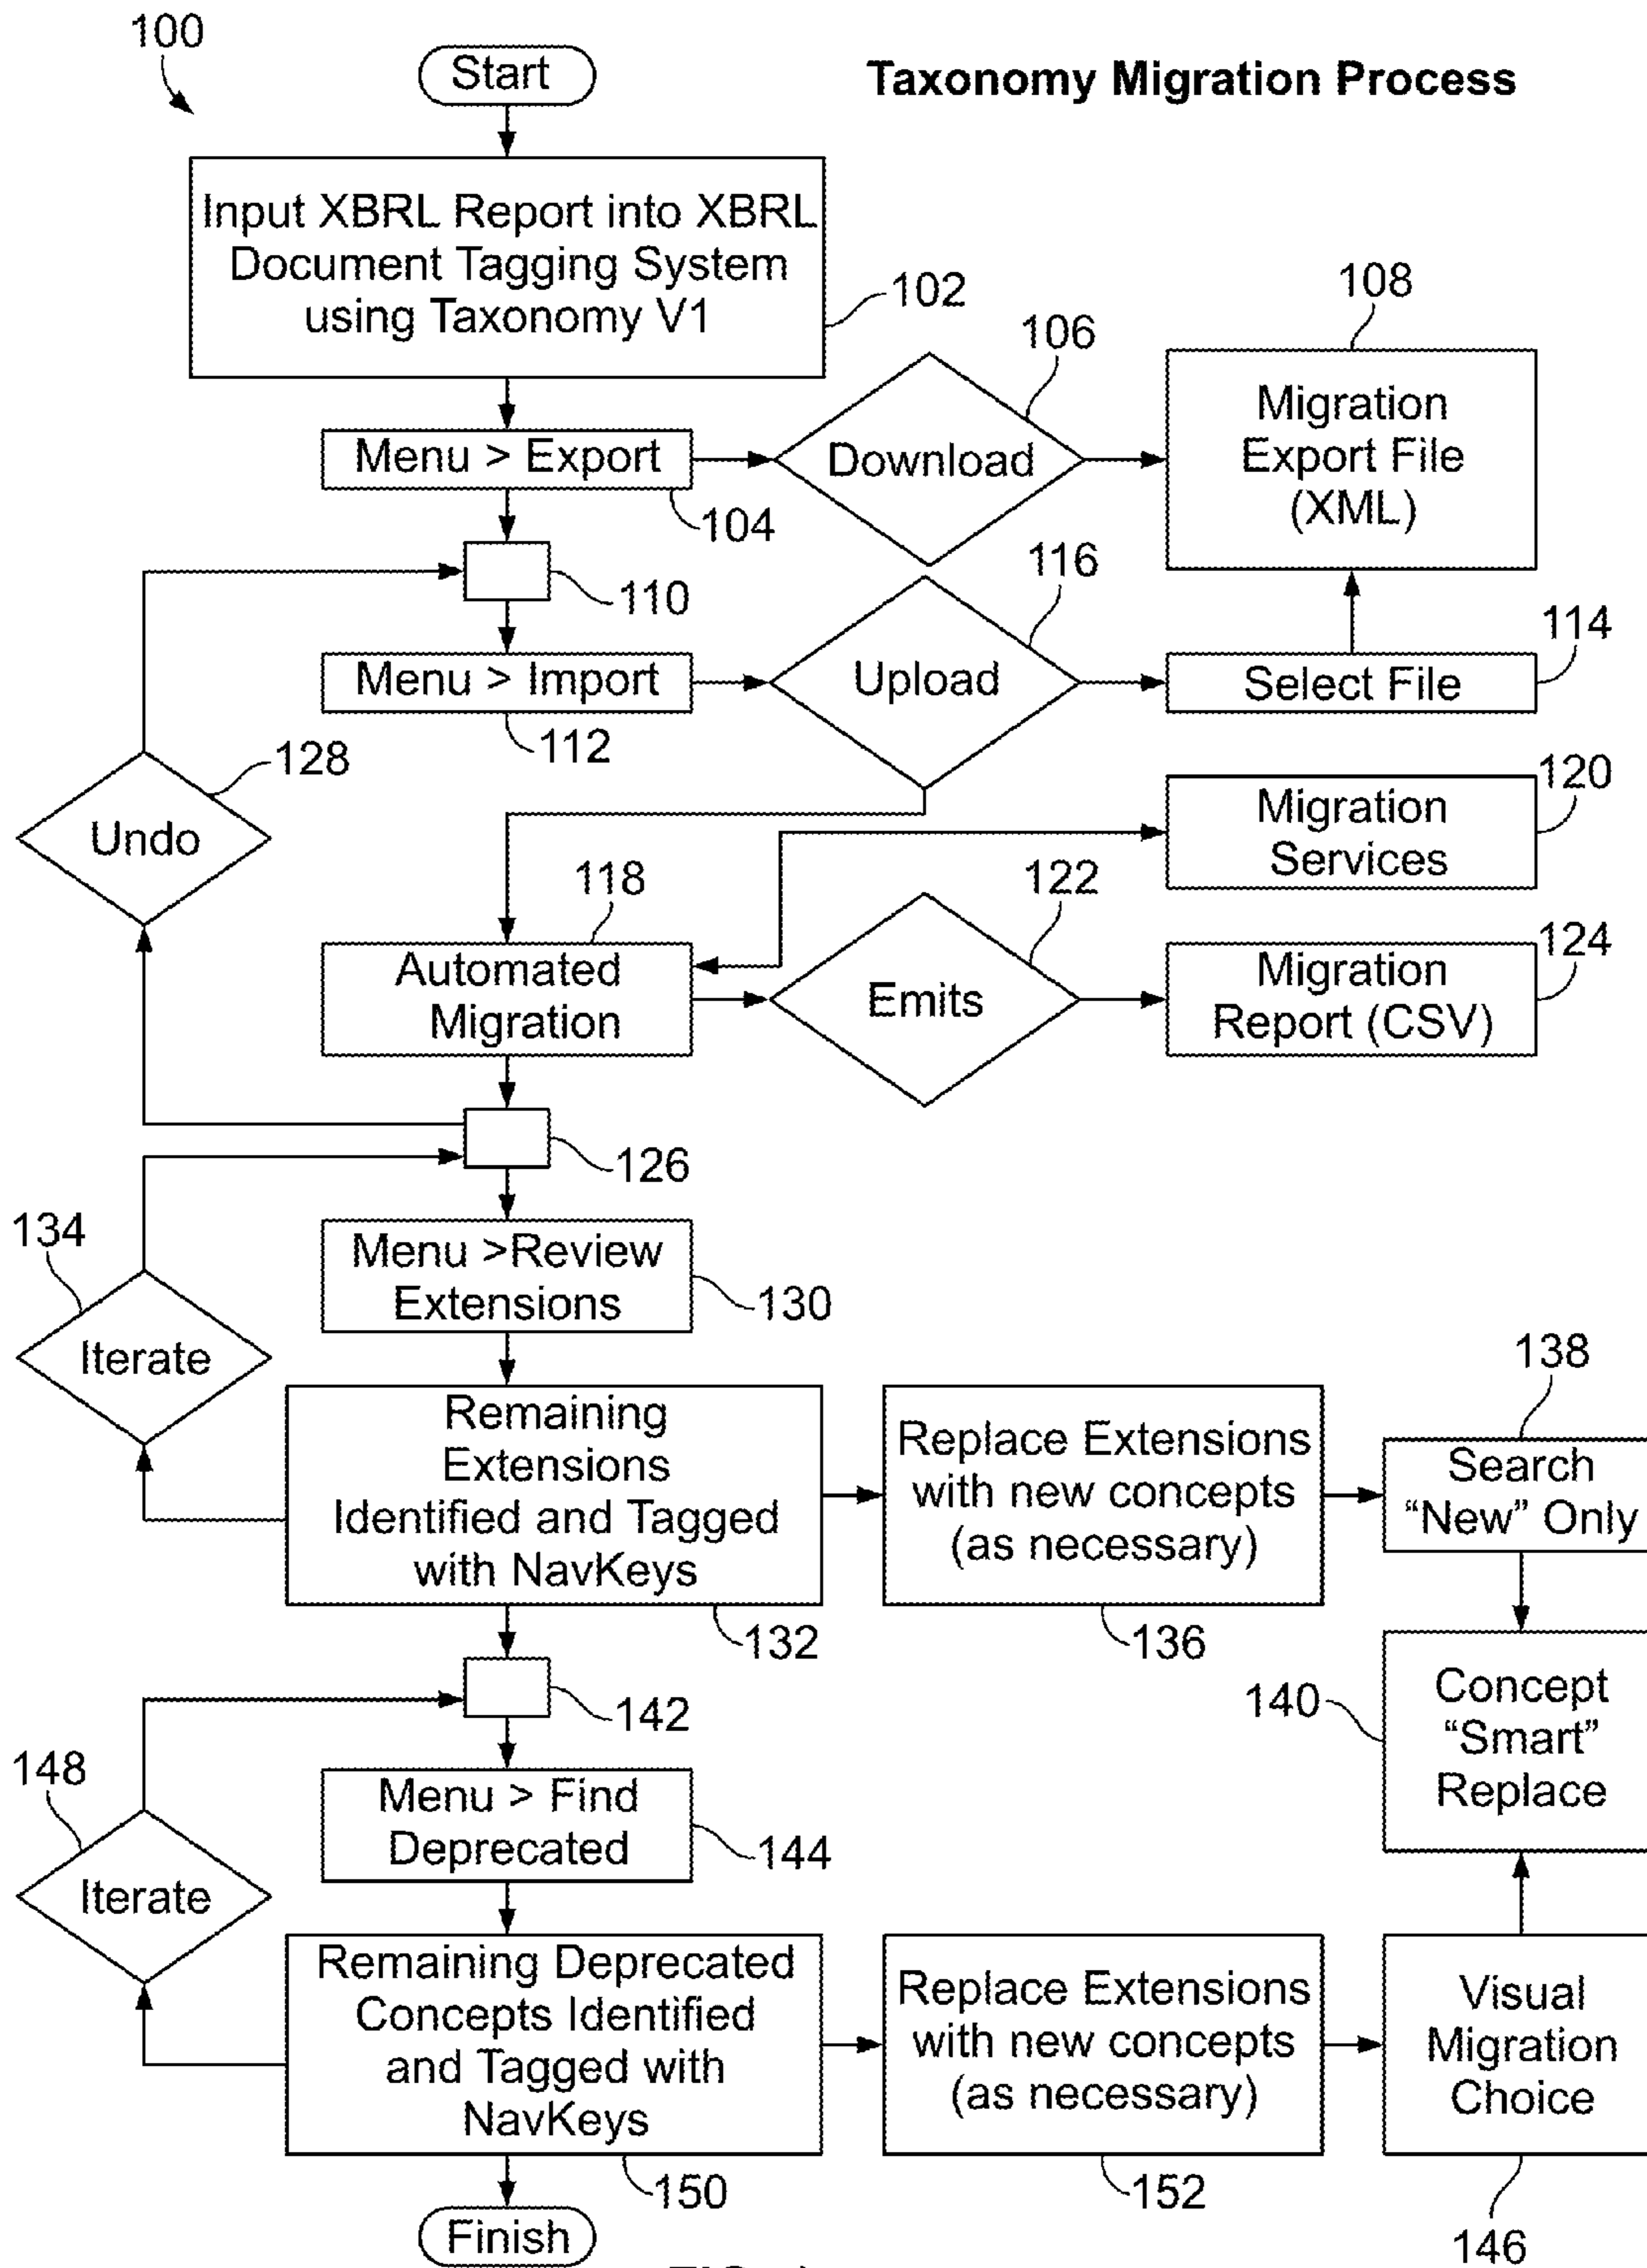 100
Start
Taxonomy Migration Process
Input XBRL Report into XBRL
Document Tagging System
using Taxonomy V1
102
106
108
Menu > Export
Download
Migration
Export File
(XML)
104
110
116
114
Menu > Import
Upload
Select File
112
128
120
Undo
Migration
Services
118
122
124
Automated
Migration
Emits
Migration
Report (CSV)
126
134
Menu >Review
Extensions
130
Iterate
138
Remaining
Extensions
Identified and Tagged
with NavKeys
Replace Extensions
with new concepts
(as necessary)
Search
“New” Only
132
136
142
140
Concept
“Smart”
Replace
148
Menu > Find
Deprecated
144
Iterate
Remaining Deprecated
Concepts Identified
and Tagged with
NavKeys
Replace Extensions
with new concepts
(as necessary)
Visual
Migration
Choice
150
152
146
Finish